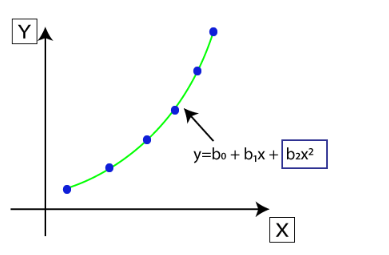 Y
y=b₀ + b₁x + b₂x²
X